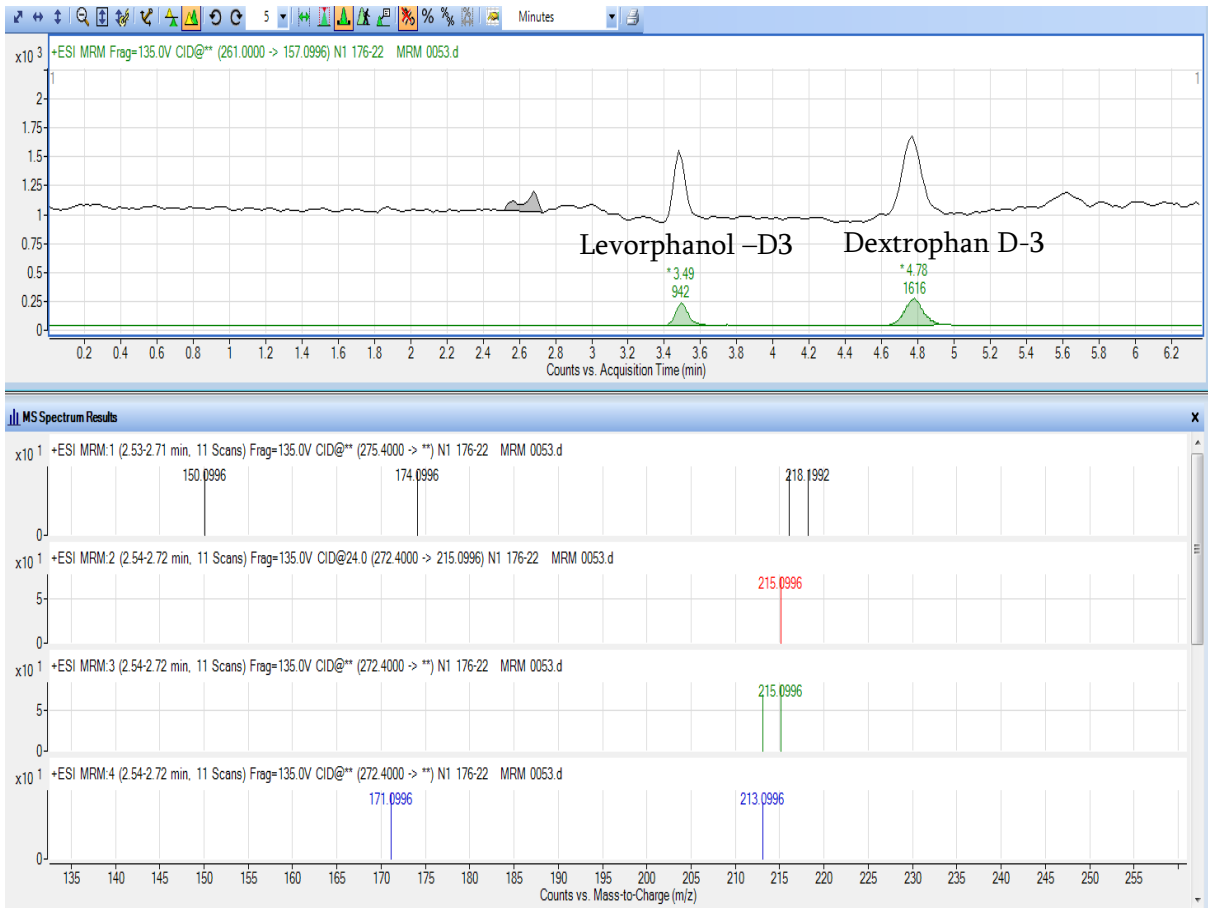 5 Minutes
x10 3 +ESI MRM Frag=135.0V CID@** (261.0000 -> 157.0996) N1 176-22 MRM 0053.d
1 1
2
1.75
1.5
1.25
1
0.75
0.5
0.25
0
Levorphanol –D3 Dextrophan D-3
* 3.49 * 4.78
942 1616
0.2 0.4 0.6 0.8 1 1.2 1.4 1.6 1.8 2 2.2 2.4 2.6 2.8 3 3.2 3.4 3.6 3.8 4 4.2 4.4 4.6 4.8 5 5.2 5.4 5.6 5.8 6 6.2
Counts vs. Acquisition Time (min)
MS Spectrum Results x
x10 1 +ESI MRM:1 (2.53-2.71 min, 11 Scans) Frag=135.0V CID@** (275.4000 -> **) N1 176-22 MRM 0053.d
150.0996 174.0996 218.1992
0
x10 1 +ESI MRM:2 (2.54-2.72 min, 11 Scans) Frag=135.0V CID@24.0 (272.4000 -> 215.0996) N1 176-22 MRM 0053.d
215.0996
5
0
x10 1 +ESI MRM:3 (2.54-2.72 min, 11 Scans) Frag=135.0V CID@** (272.4000 -> **) N1 176-22 MRM 0053.d
215.0996
5
0
x10 1 +ESI MRM:4 (2.54-2.72 min, 11 Scans) Frag=135.0V CID@** (272.4000 -> **) N1 176-22 MRM 0053.d
171.0996 213.0996
0
135 140 145 150 155 160 165 170 175 180 185 190 195 200 205 210 215 220 225 230 235 240 245 250 255
Counts vs. Mass-to-Charge (m/z)